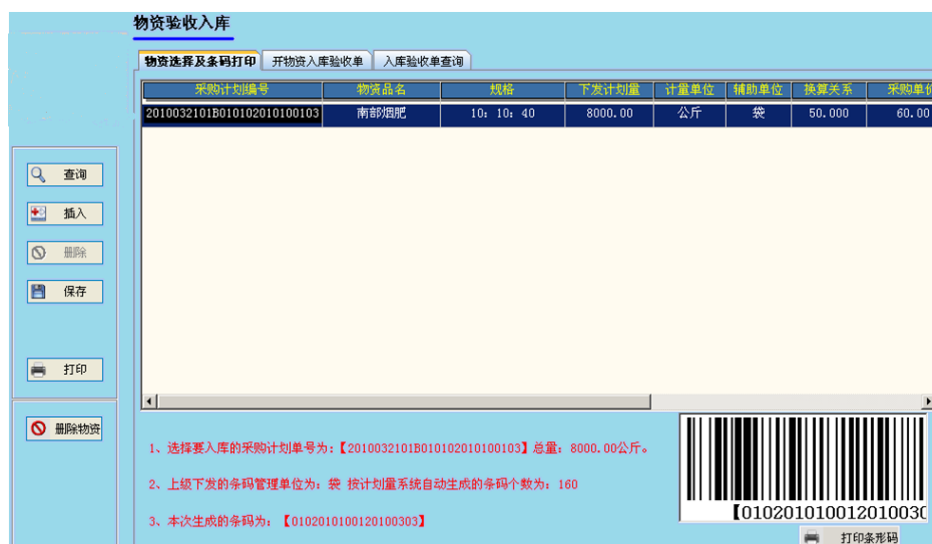 物资验收入库
物资选择及条码打印 开物资入库验收单 入库验收单查询
采购计划编号 物资品名 规格 下发计划量 计量单位 辅助单位 换算关系 采购单价
2010032101B010102010100103 南部烟肥 10: 10: 40 8000.00 公斤 袋 50.000 60.00
查询
插入
删除
保存
打印
删除物资
1、选择要入库的采购计划单号为:【2010032101B010102010100103】总量: 8000.00公斤。
2、上级下发的条码管理单位为: 袋 按计划量系统自动生成的条码个数为: 160
3、本次生成的条码为: 【0102010100120100303】
【010201010012010030
打印条形码